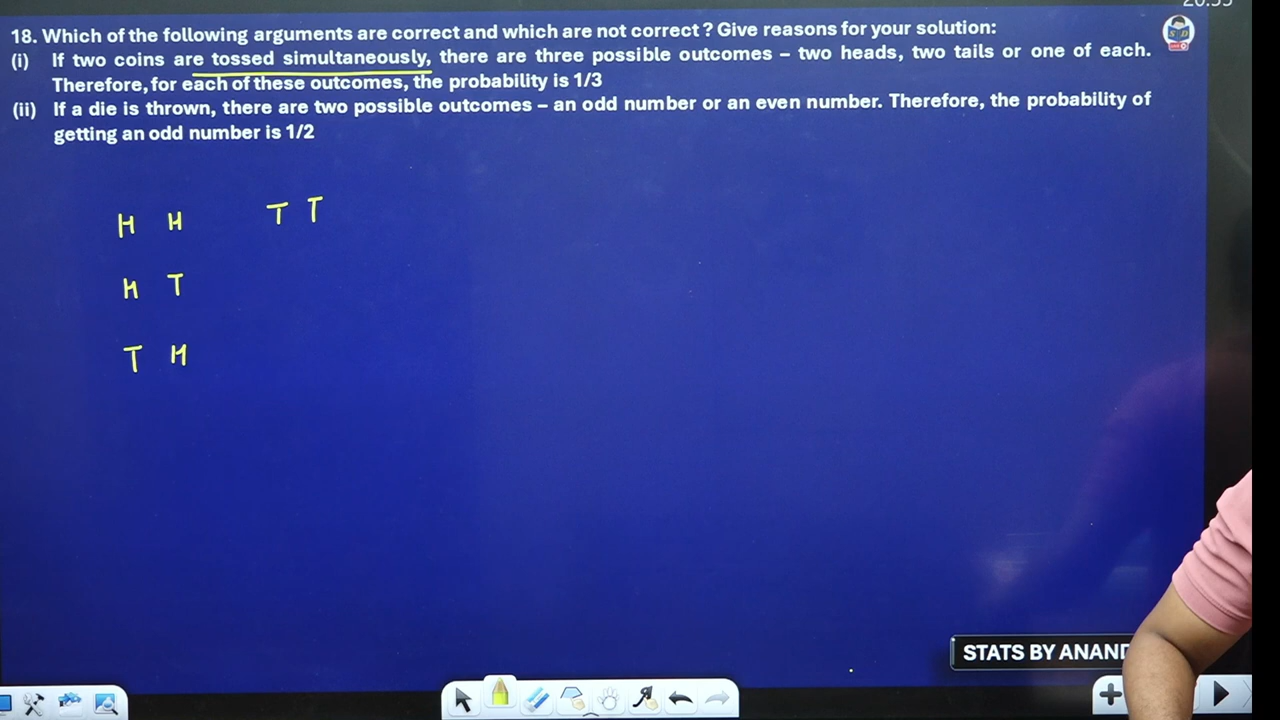 18. Which of the following arguments are correct and which are not correct ? Give reasons for your solution:
(i) If two coins are tossed simultaneously, there are three possible outcomes – two heads, two tails or one of each.
Therefore, for each of these outcomes, the probability is 1/3
(ii) If a die is thrown, there are two possible outcomes – an odd number or an even number. Therefore, the probability of
getting an odd number is 1/2
H H T T
H T
T H
STATS BY ANAND